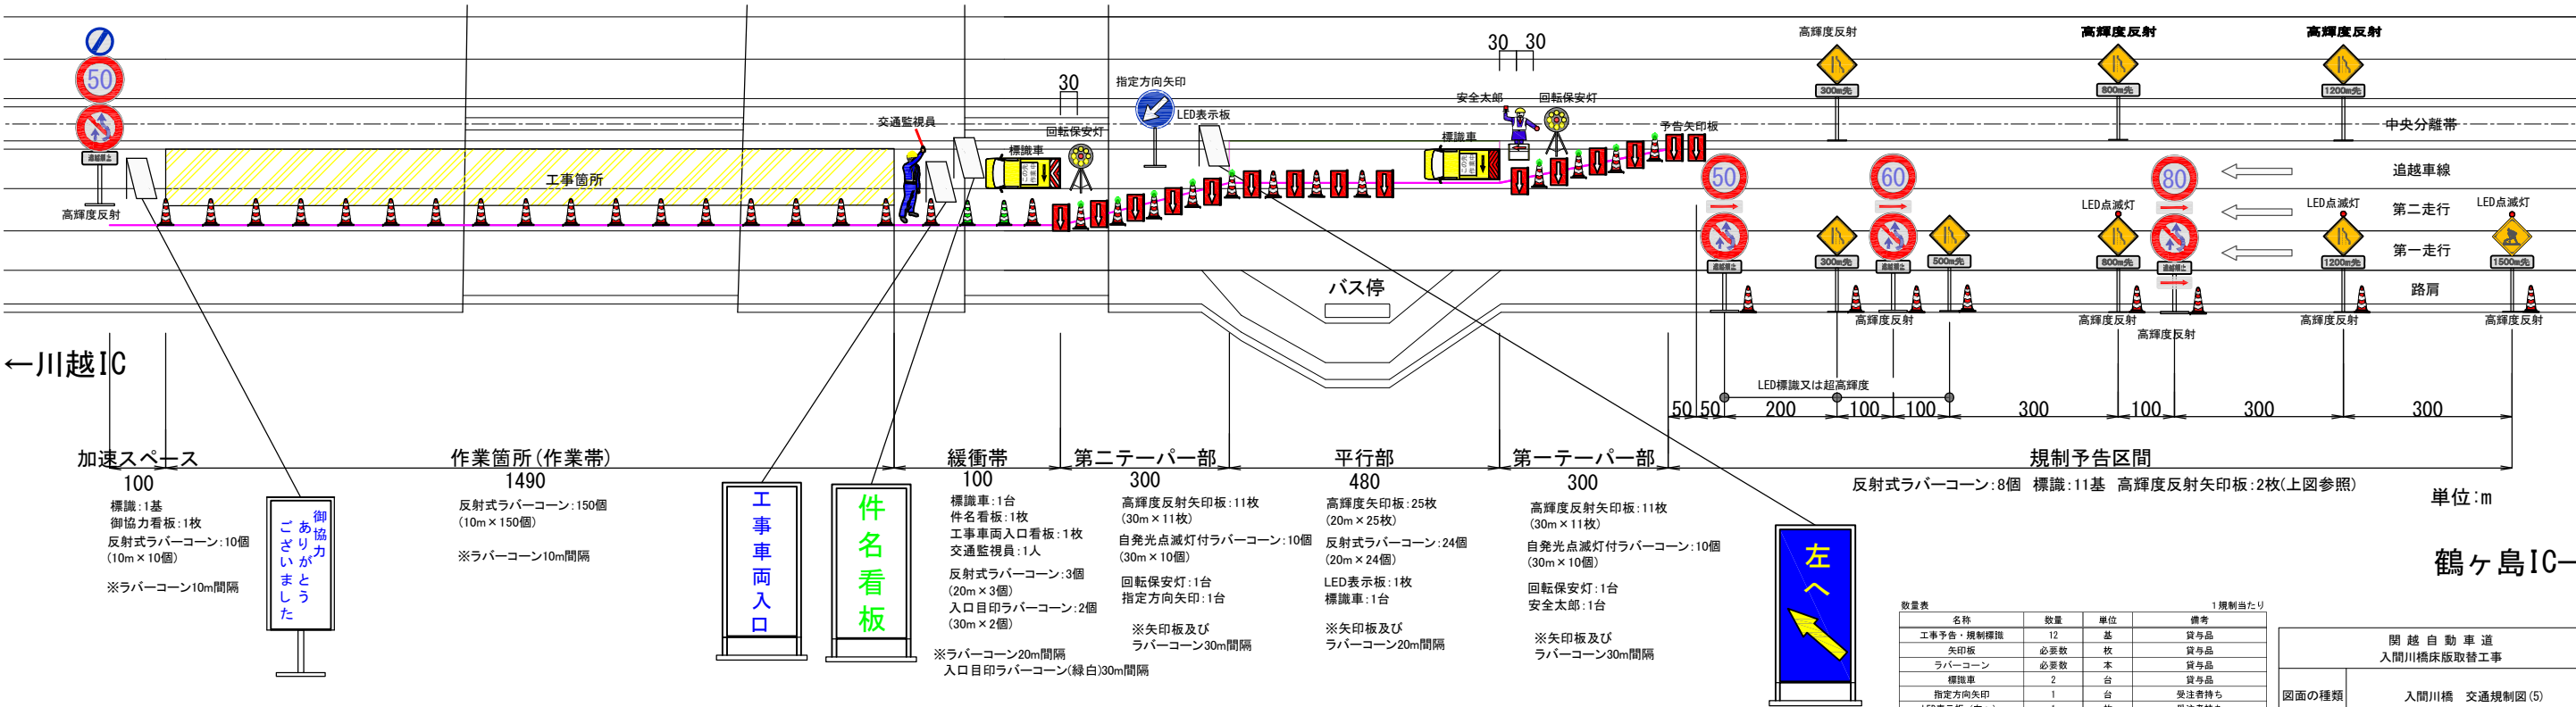 高輝度反射
高輝度反射
高輝度反射
300m先
800m先
1200m先
50
追越禁止
高輝度反射
工事箇所
交通監視員
30
標識車
回転保安灯
指定方向矢印
LED表示板
30
30
安全太郎
回転保安灯
標識車
予告矢印板
中央分離帯
追越車線
第二走行
第一走行
路肩
50
追越禁止
60
追越禁止
80
追越禁止
300m先
500m先
LED点滅灯
800m先
LED点滅灯
1200m先
LED点滅灯
1500m先
高輝度反射
高輝度反射
高輝度反射
高輝度反射
高輝度反射
バス停
←川越IC
LED標識又は超高輝度
50
50
200
100
100
300
100
300
300
加速スペース
100
標識:1基
御協力看板:1枚
反射式ラバーコーン:10個
(10m×10個)
※ラバーコーン10m間隔
御協力
ありがとう
ございました
作業箇所(作業帯)
1490
反射式ラバーコーン:150個
(10m×150個)
※ラバーコーン10m間隔
工事車両入口
件名看板
緩衝帯
100
標識車:1台
件名看板:1枚
工事車両入口看板:1枚
交通監視員:1人
反射式ラバーコーン:3個
(20m×3個)
入口目印ラバーコーン:2個
(30m×2個)
※ラバーコーン20m間隔
入口目印ラバーコーン(緑白)30m間隔
第二テーパー部
300
高輝度反射矢印板:11枚
(30m×11枚)
自発光点滅灯付ラバーコーン:10個
(30m×10個)
回転保安灯:1台
指定方向矢印:1台
※矢印板及び
ラバーコーン30m間隔
平行部
480
高輝度矢印板:25枚
(20m×25枚)
反射式ラバーコーン:24個
(20m×24個)
LED表示板:1枚
標識車:1台
※矢印板及び
ラバーコーン20m間隔
第一テーパー部
300
高輝度反射矢印板:11枚
(30m×11枚)
自発光点滅灯付ラバーコーン:10個
(30m×10個)
回転保安灯:1台
安全太郎:1台
※矢印板及び
ラバーコーン30m間隔
左へ
規制予告区間
反射式ラバーコーン:8個 標識:11基 高輝度反射矢印板:2枚(上図参照)
単位:m
鶴ヶ島IC
数量表 1規制当たり
名称 数量 単位 備考
工事予告・規制標識 12 基 貸与品
矢印板 必要数 枚 貸与品
ラバーコーン 必要数 本 貸与品
標識車 2 台 貸与品
指定方向矢印 1 台 受注者持ち
関越自動車道
入間川橋床版取替工事
図面の種類 入間川橋 交通規制図(5)